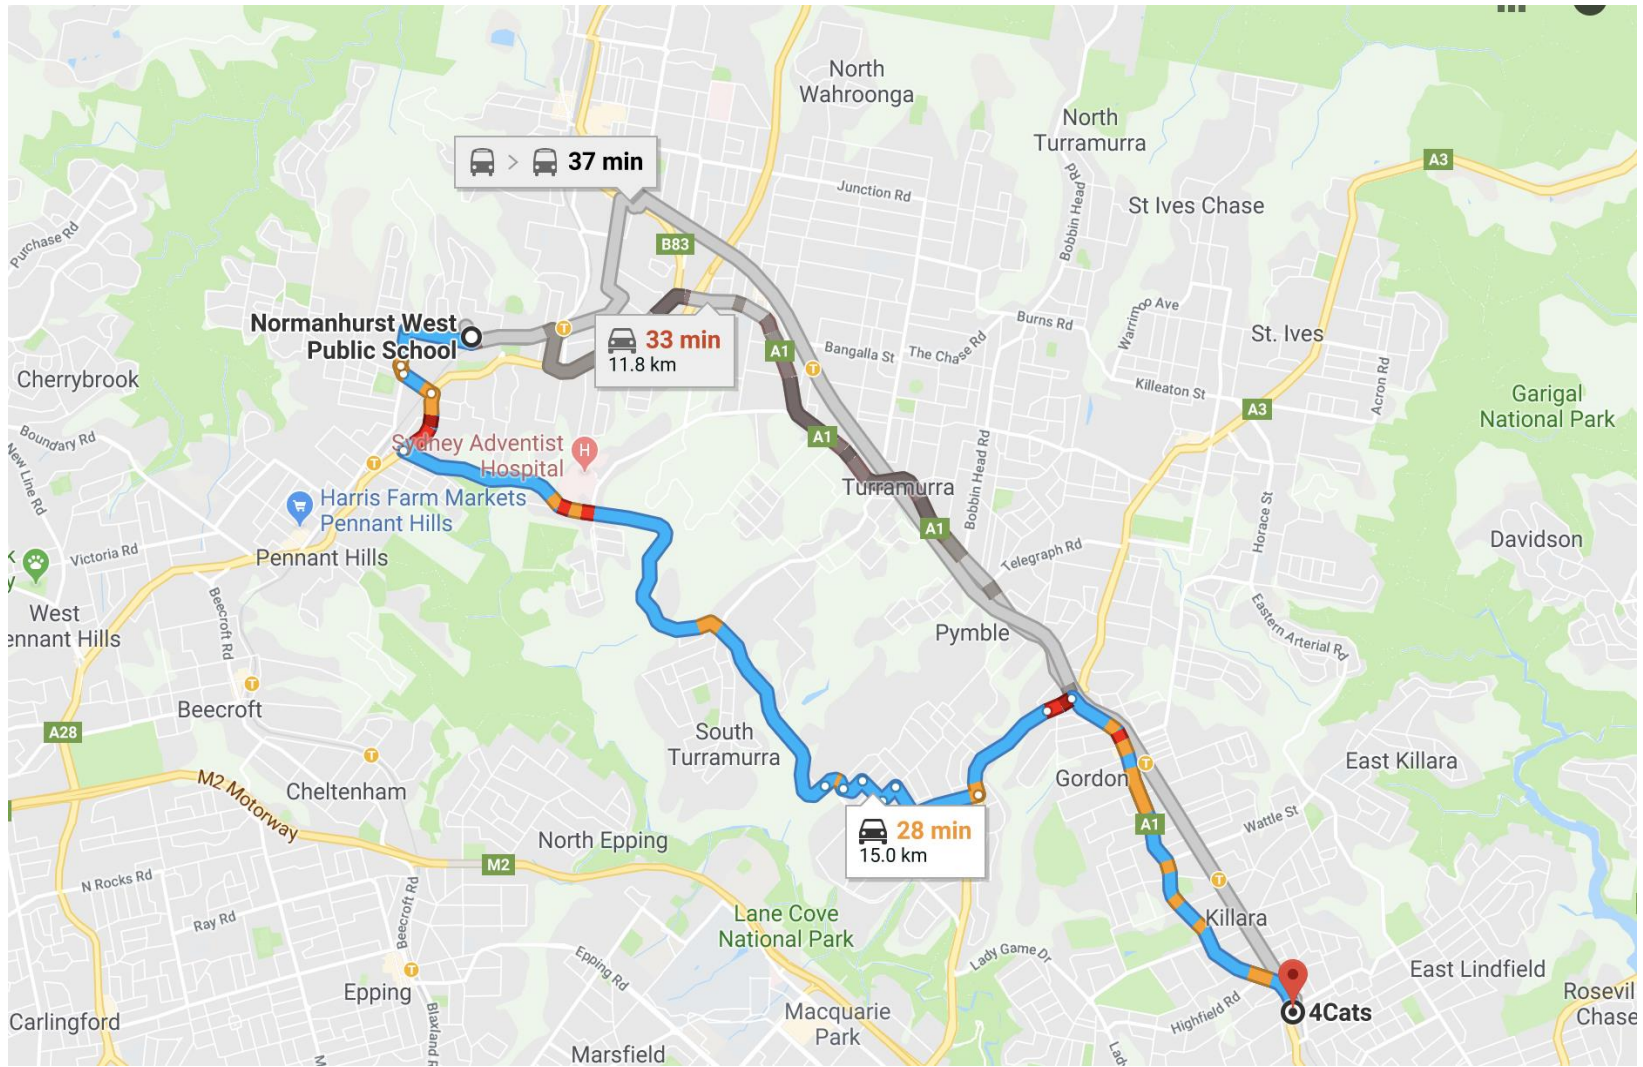 North
Wahroonga
North
Turramurra
A3
37 min
Junction Rd
Bobbin Head Rd
St Ives Chase
Purchase Rd
B83
Normanhurst West
Public School
T
33 min
11.8 km
A1
Bangalla St
The Chase Rd
Burns Rd
Warrimoo Ave
St. Ives
T
Killeaton St
Acron Rd
Cherrybrook
Garigal
National Park
A3
Boundary Rd
New Line Rd
Sydney Adventist
Hospital
H
A1
T
Harris Farm Markets
Pennant Hills
Turramurra
Bobbin Head Rd
Horace St
A1
Davidson
Victoria Rd
Pennant Hills
Telegraph Rd
k
y
West
ennant Hills
Beecroft Rd
Pymble
Eastern Arterial Rd
T
Beecroft
A28
South
Turramurra
T
Cheltenham
M2 Motorway
Gordon
T
East Killara
28 min
15.0 km
A1
Wattle St
North Epping
M2
N Rocks Rd
T
Ray Rd
Beecroft Rd
Lane Cove
National Park
Killara
Epping Rd
Lady Game Dr
T
Epping
East Lindfield
Highfield Rd
4Cats
Rosevil
Chase
Carlingford
Blaxland R
Macquarie
Park
Marsfield
Lad
M